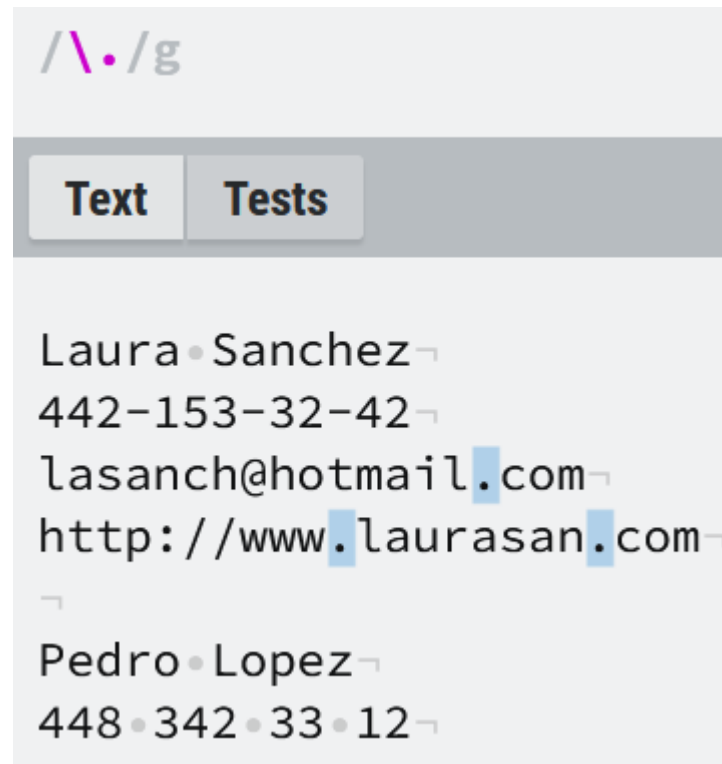 /\./g
Text Tests
Laura Sanchez
442-153-32-42
lasanch@hotmail.com
http://www.laurasan.com
Pedro Lopez
448 342 33 12